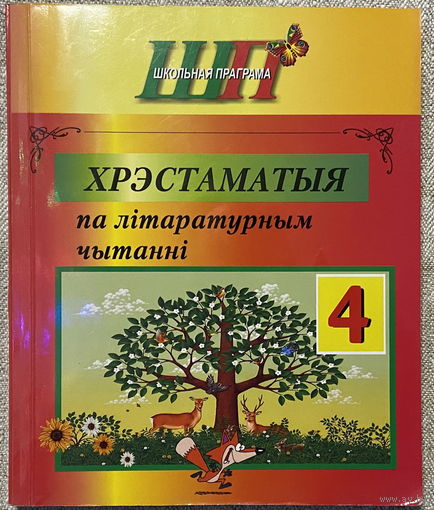 ШП
ШКОЛЬНАЯ ПРАГРАМА
ХРЭСТАМАТЫЯ
па літаратурным
чытанні
4